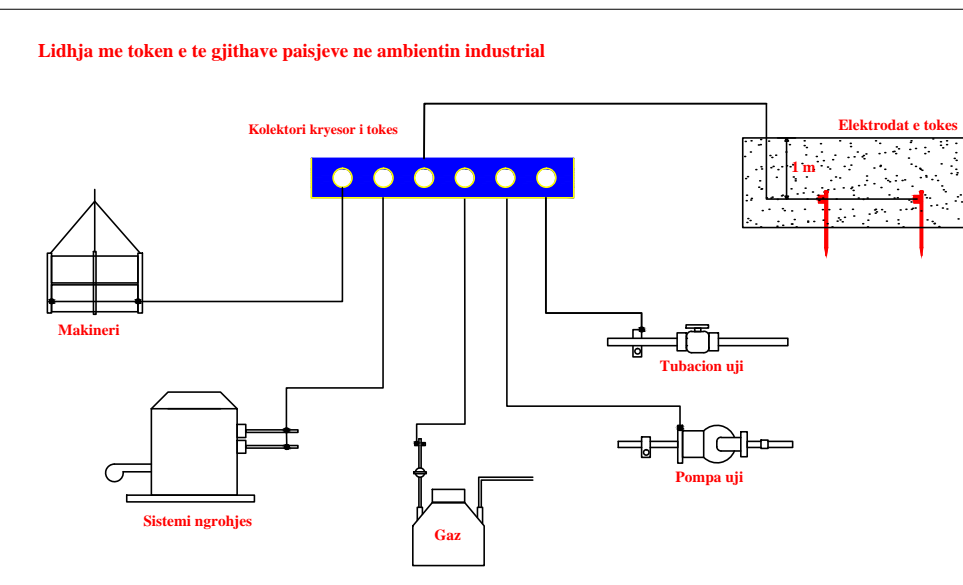 Lidhja me token e te gjithave paisjeve ne ambientin industrial
Kolektori kryesor i tokes
Elektrodat e tokes
1 m
Makineri
Tubacion uji
Pompa uji
Sistemi ngrohjes
Gaz